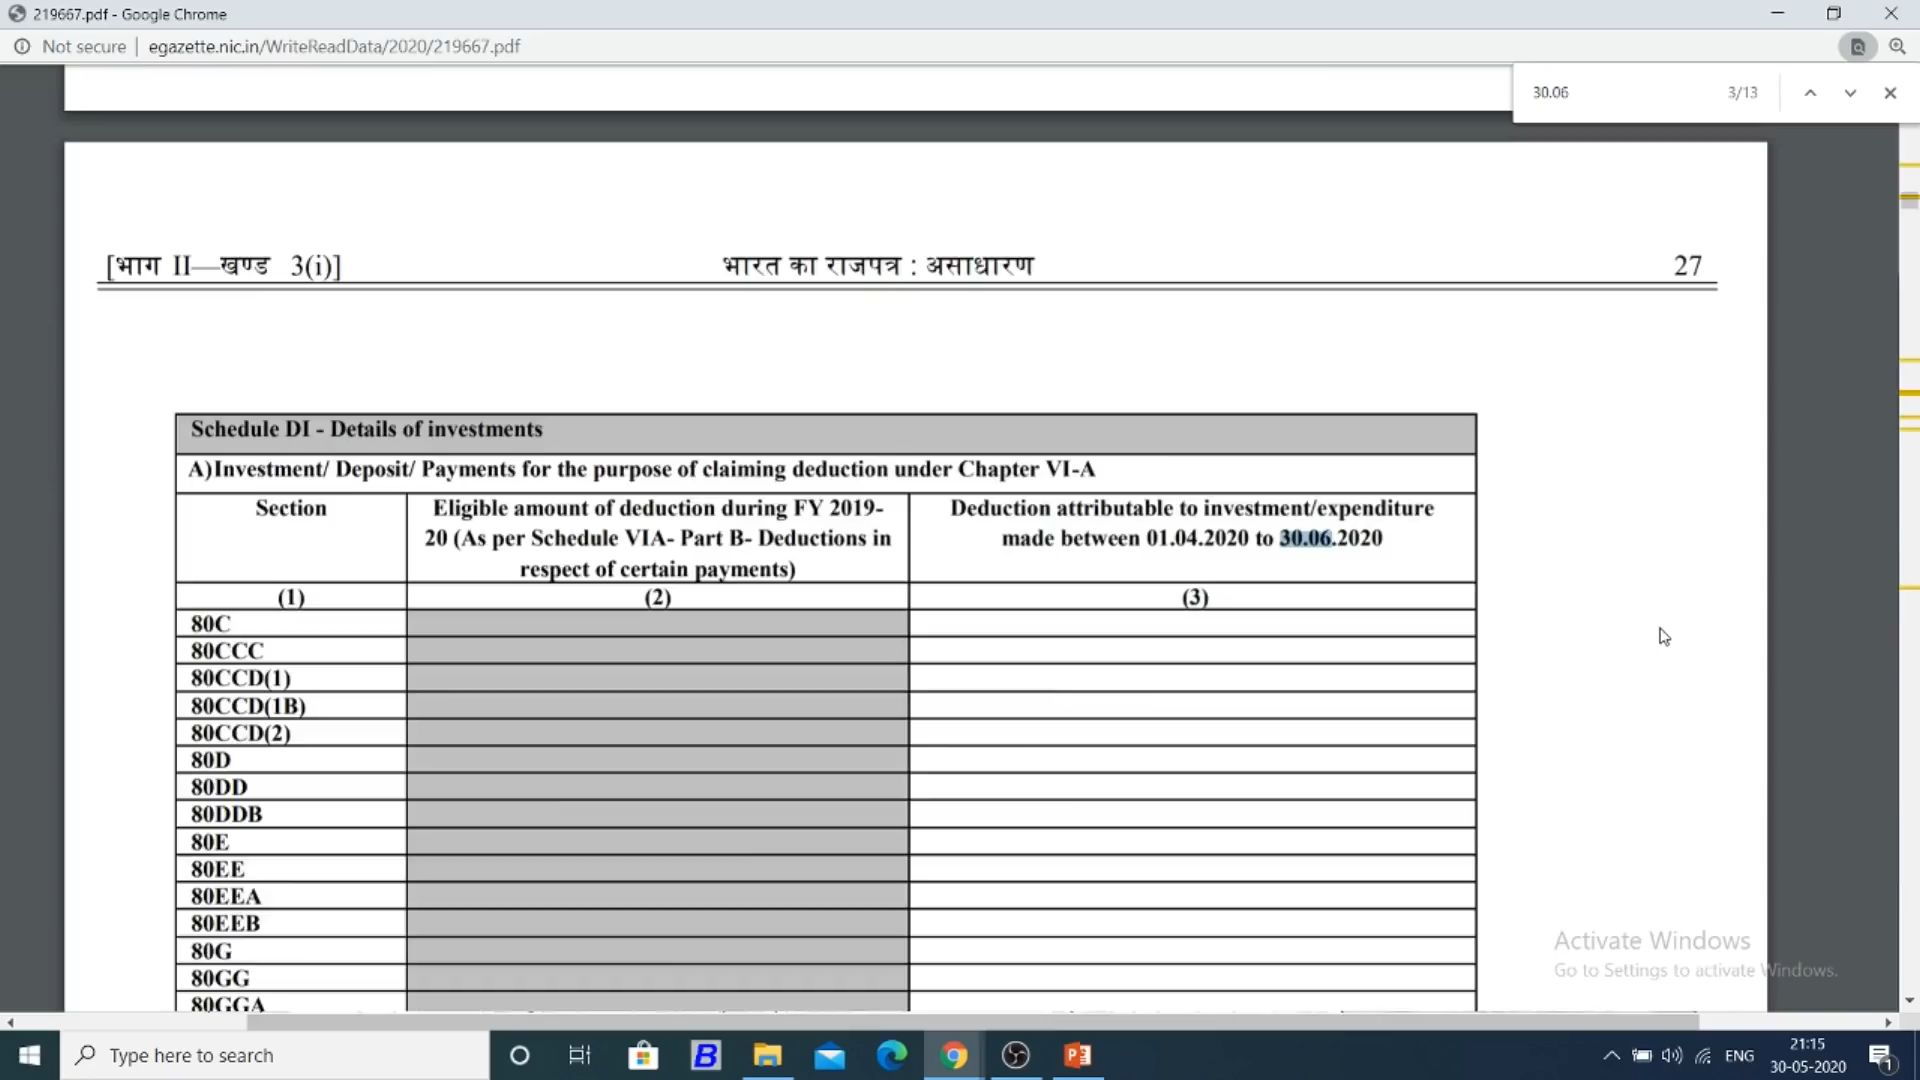 219667.pdf - Google Chrome
Not secure | egazette.nic.in/WriteReadData/2020/219667.pdf
30.06 3/13
[भाग II—खण्ड 3(i)] भारत का राजपत्र : असाधारण 27
Schedule DI - Details of investments
A)Investment/ Deposit/ Payments for the purpose of claiming deduction under Chapter VI-A
Section
Eligible amount of deduction during FY 2019-
20 (As per Schedule VIA- Part B- Deductions in
respect of certain payments)
Deduction attributable to investment/expenditure
made between 01.04.2020 to 30.06.2020
(1) (2) (3)
80C
80CCC
80CCD(1)
80CCD(1B)
80CCD(2)
80D
80DD
80DDB
80E
80EE
80EEA
80EEB
80G
80GG
80GGA
Activate Windows
Go to Settings to activate Windows.
Type here to search
ENG
21:15
30-05-2020
1